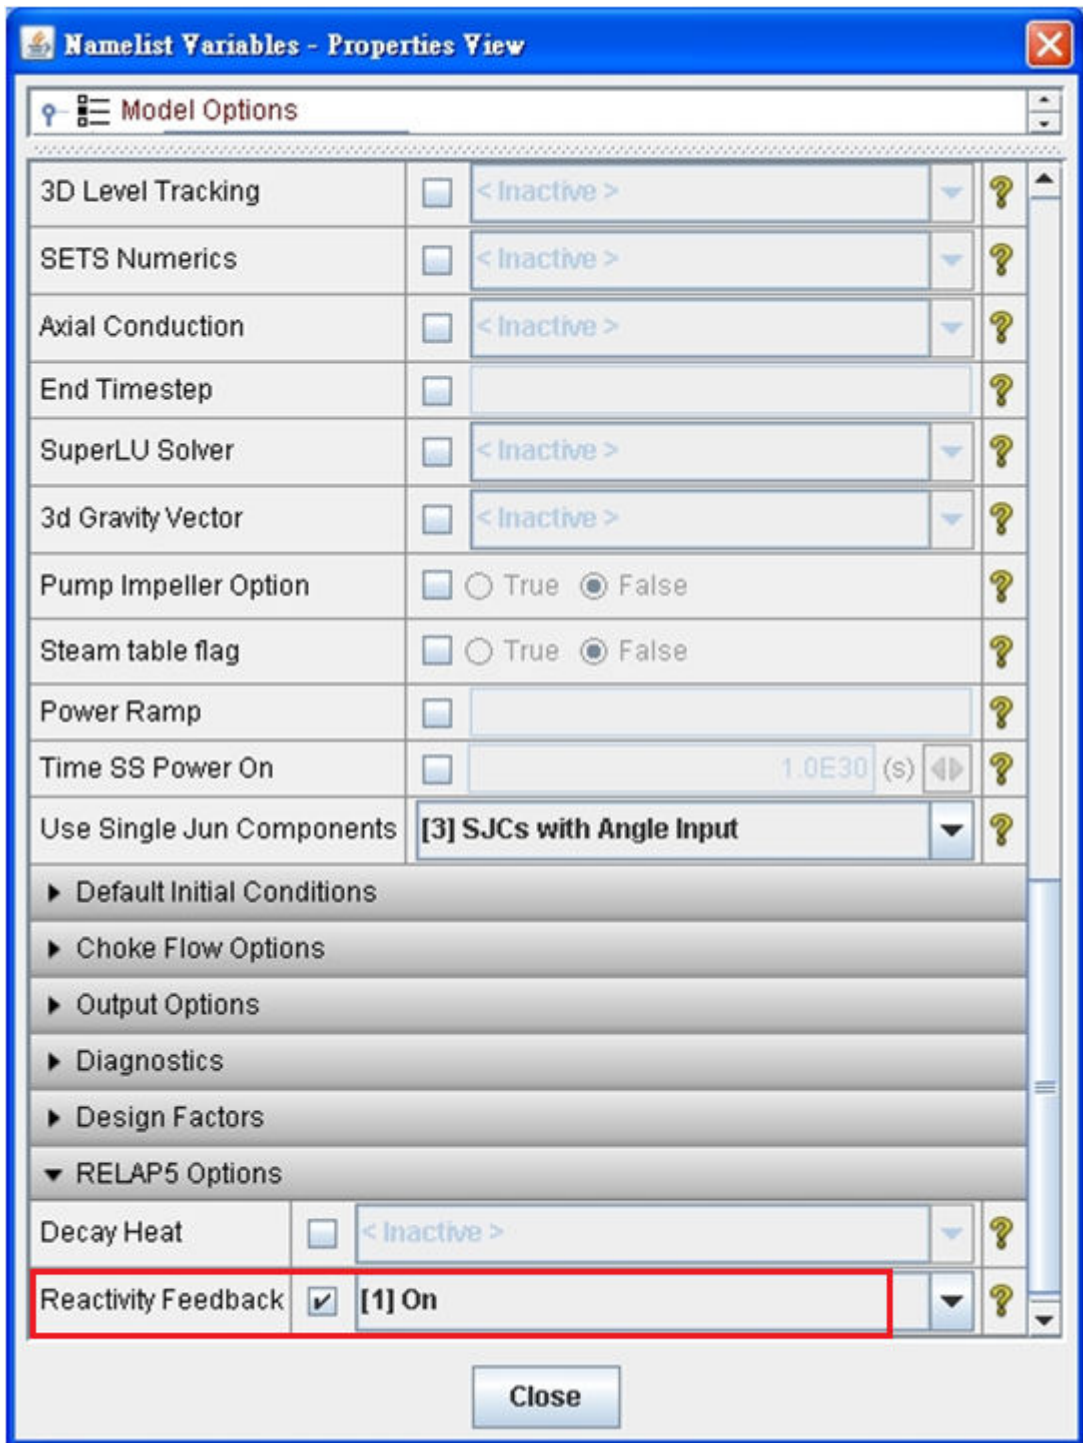 Namelist Variables - Properties View
Model Options
3D Level Tracking < Inactive > ?
SETS Numerics < Inactive > ?
Axial Conduction < Inactive > ?
End Timestep ?
SuperLU Solver < Inactive > ?
3d Gravity Vector < Inactive > ?
Pump Impeller Option True False ?
Steam table flag True False ?
Power Ramp ?
Time SS Power On 1.0E30 (s) ?
Use Single Jun Components [3] SJCs with Angle Input ?
Default Initial Conditions
Choke Flow Options
Output Options
Diagnostics
Design Factors
RELAP5 Options
Decay Heat < Inactive > ?
Reactivity Feedback [1] On ?
Close